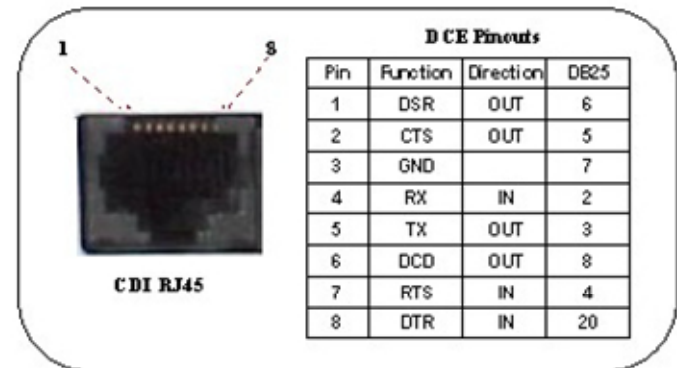 1 8
DCE Pinouts
Pin Function Direction DB25
1 DSR OUT 6
2 CTS OUT 5
3 GND 7
4 RX IN 2
5 TX OUT 3
6 DCD OUT 8
7 RTS IN 4
8 DTR IN 20
CDI RJ45